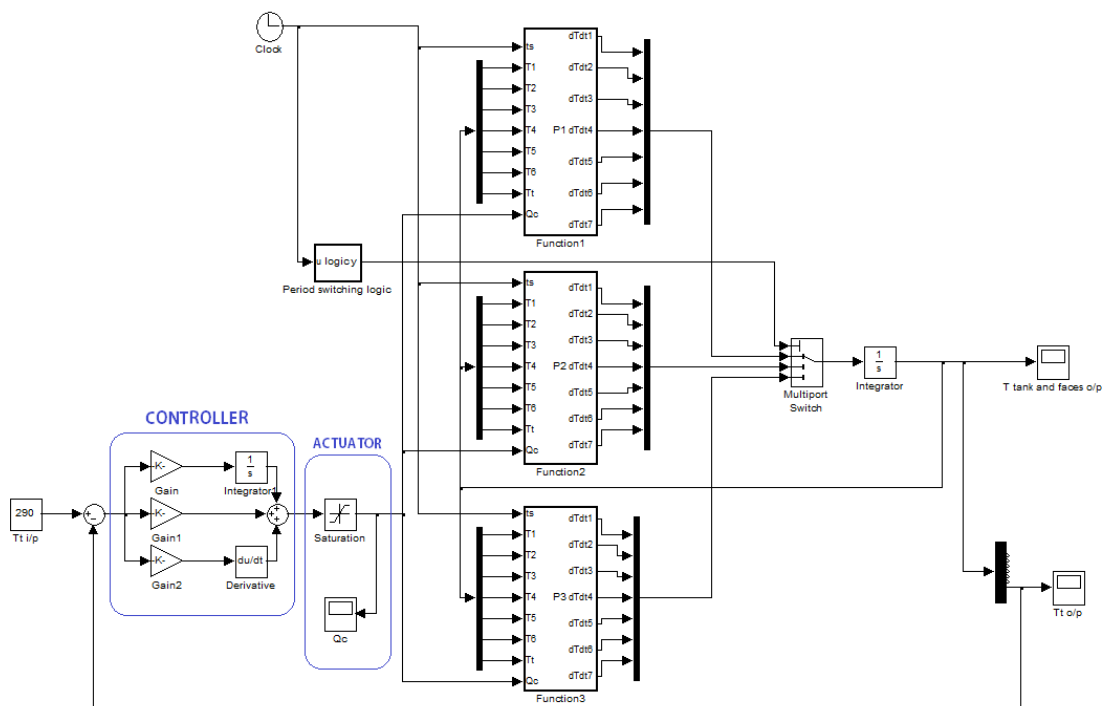 Clock
ts
T1
T2
T3
T4
T5
T6
Tt
Qc
P1
dTdt1
dTdt2
dTdt3
dTdt4
dTdt5
dTdt6
dTdt7
Function1
u logicy
Period switching logic
ts
T1
T2
T3
T4
T5
T6
Tt
Qc
P2
dTdt1
dTdt2
dTdt3
dTdt4
dTdt5
dTdt6
dTdt7
Function2
Multiport
Switch
1
s
Integrator
T tank and faces o/p
CONTROLLER
ACTUATOR
290
Tt i/p
-K-
Gain
1
s
Integrator1
-K-
Gain1
-K-
Gain2
du/dt
Derivative
Saturation
Qc
ts
T1
T2
T3
T4
T5
T6
Tt
Qc
P3
dTdt1
dTdt2
dTdt3
dTdt4
dTdt5
dTdt6
dTdt7
Function3
Tt o/p